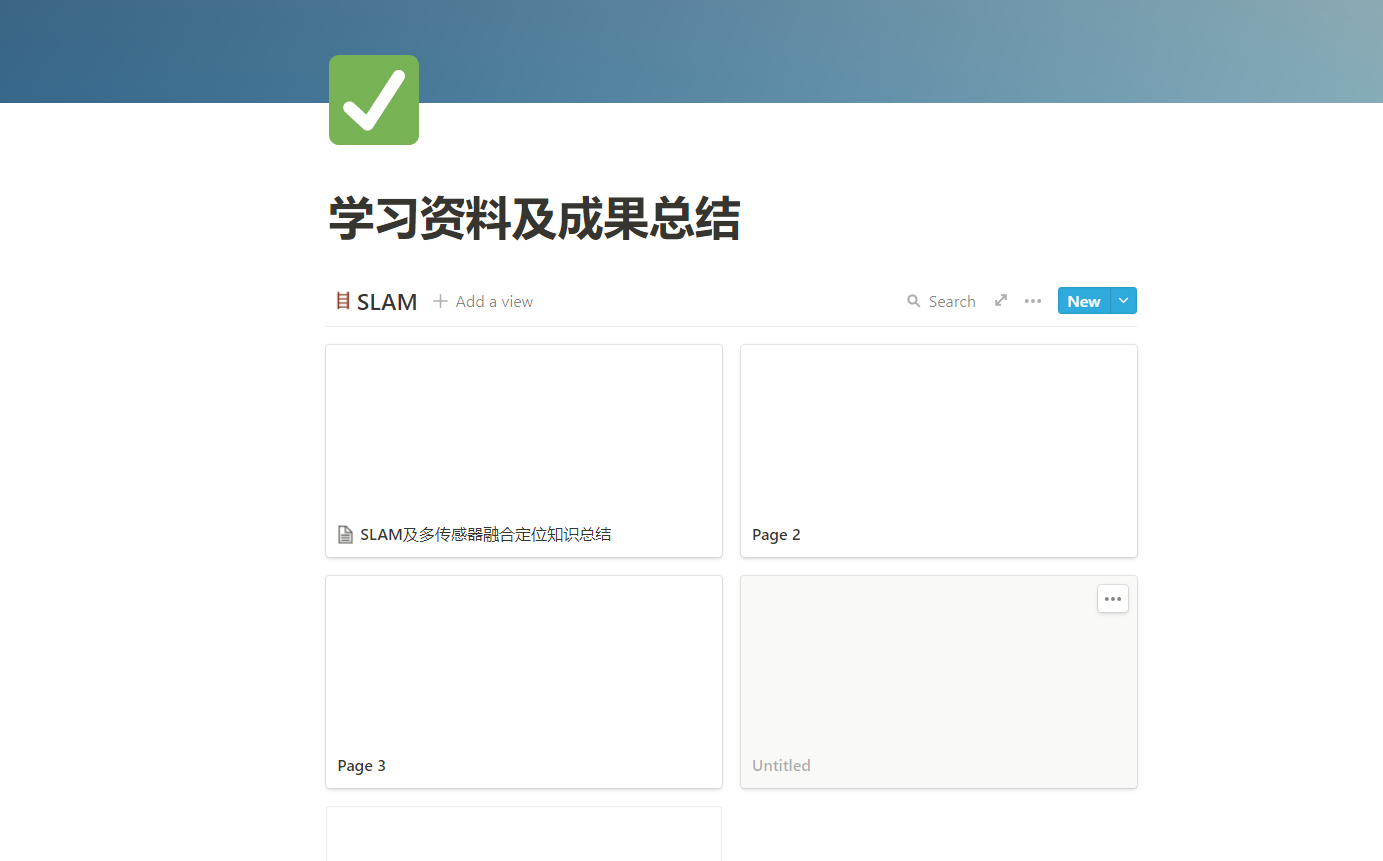 学习资料及成果总结
SLAM
Add a view
Search
New
SLAM及多传感器融合定位知识总结
Page 2
Page 3
Untitled